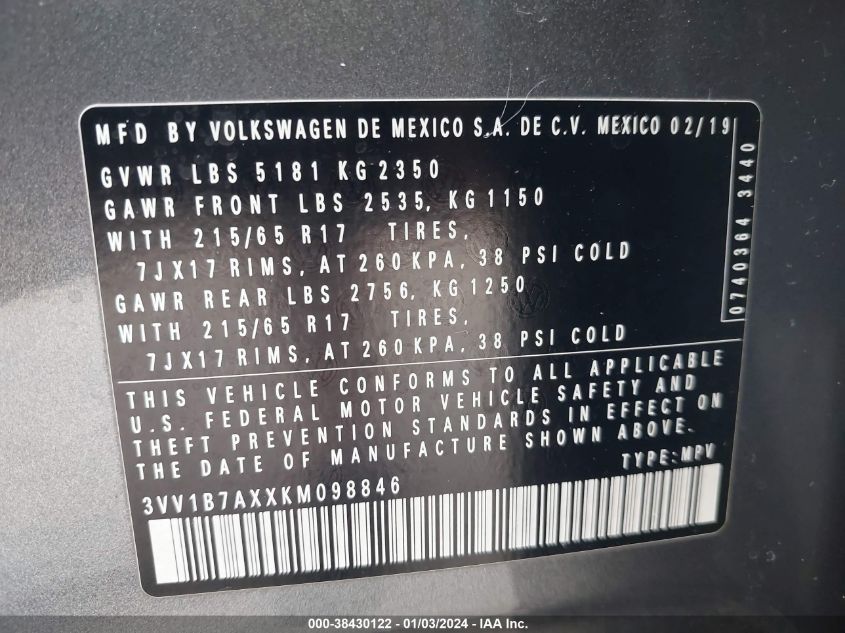 MFD BY VOLKSWAGEN DE MEXICO S.A. DE C.V. MEXICO 02/19
GVWR LBS 5181 KG 2350
GAWR FRONT LBS 2535, KG 1150
WITH 215/65 R17 TIRES,
7JX17 RIMS, AT 260 KPA, 38 PSI COLD
GAWR REAR LBS 2756, KG 1250
WITH 215/65 R17 TIRES,
7JX17 RIMS, AT 260 KPA, 38 PSI COLD
0740364 3440
THIS VEHICLE CONFORMS TO ALL APPLICABLE
U.S. FEDERAL MOTOR VEHICLE SAFETY AND
THEFT PREVENTION STANDARDS IN EFFECT ON
THE DATE OF MANUFACTURE SHOWN ABOVE.
TYPE:MPV
3VV1B7AXXKM098846
000-38430122 - 01/03/2024 - IAA Inc.